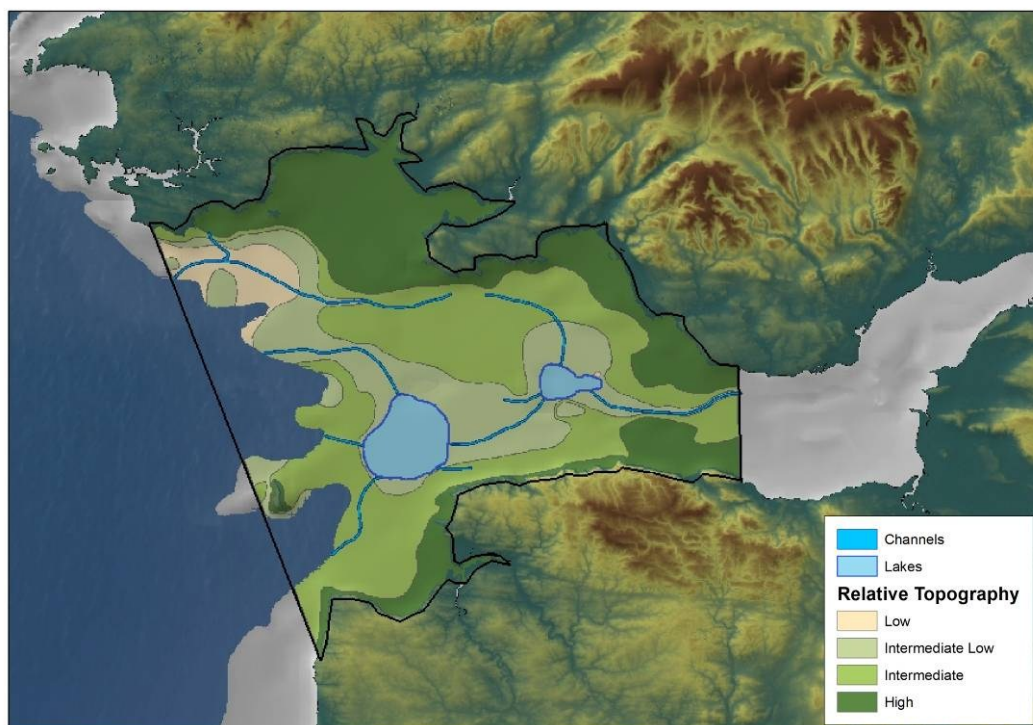 Channels
Lakes
Relative Topography
Low
Intermediate Low
Intermediate
High